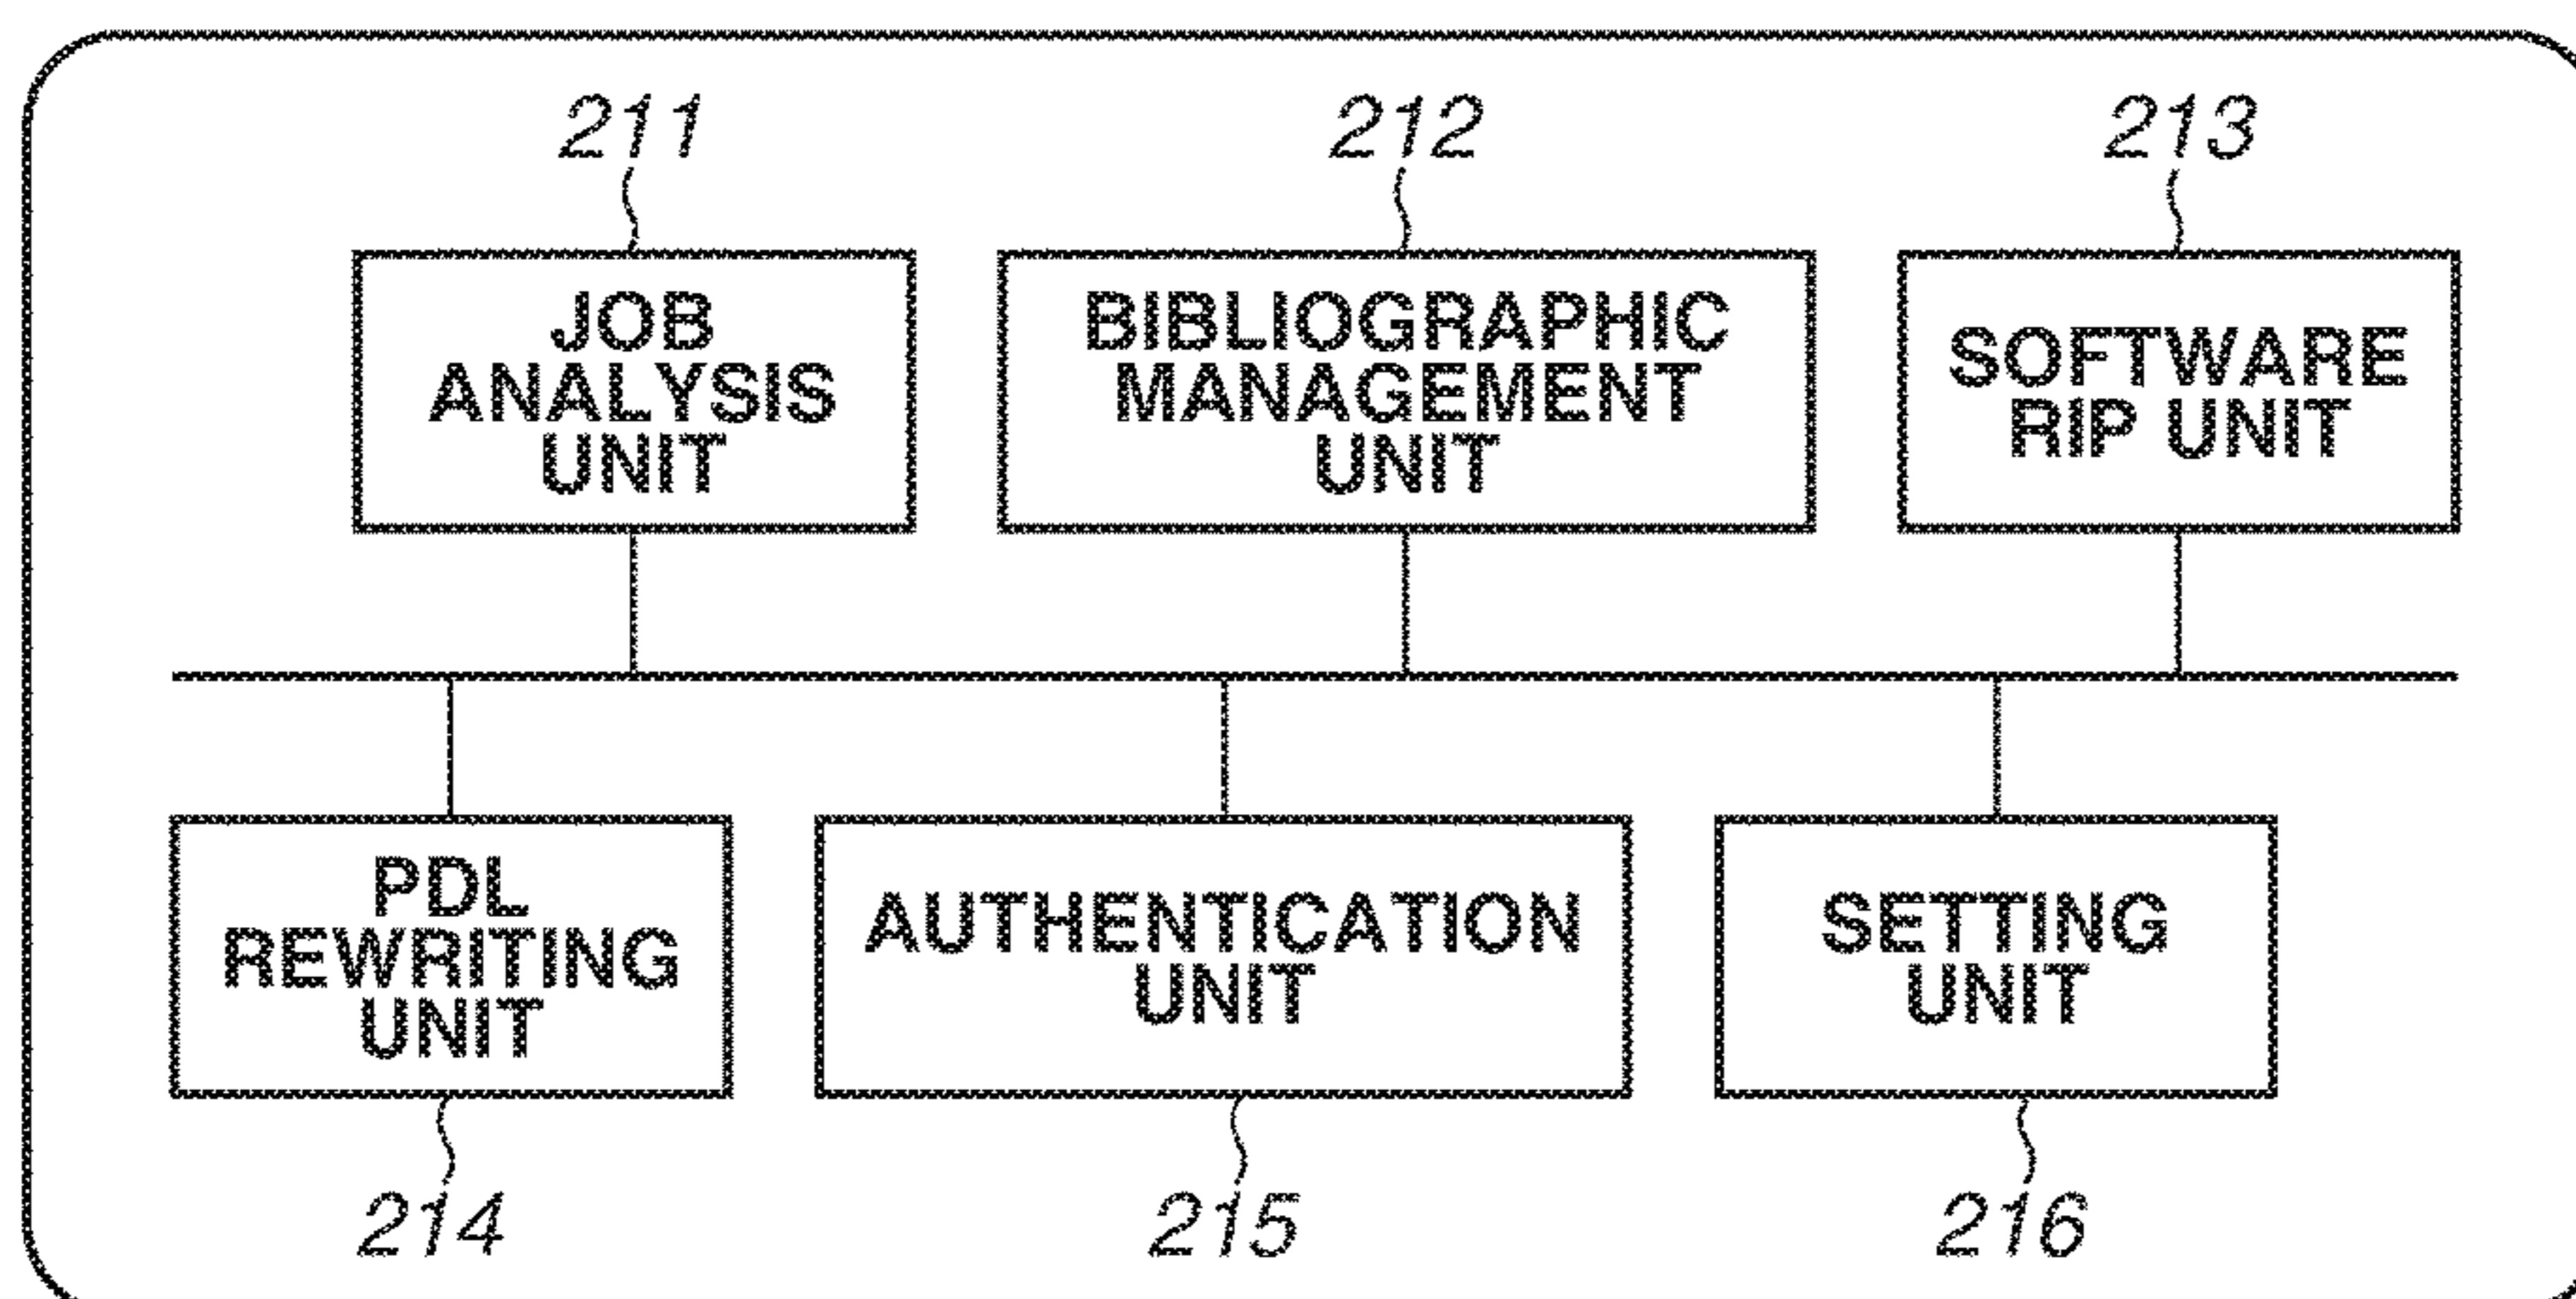 211
212
213
JOB
ANALYSIS
UNIT
BIBLIOGRAPHIC
MANAGEMENT
UNIT
SOFTWARE
RIP UNIT
PDL
REWRITING
UNIT
AUTHENTICATION
UNIT
SETTING
UNIT
214
215
216